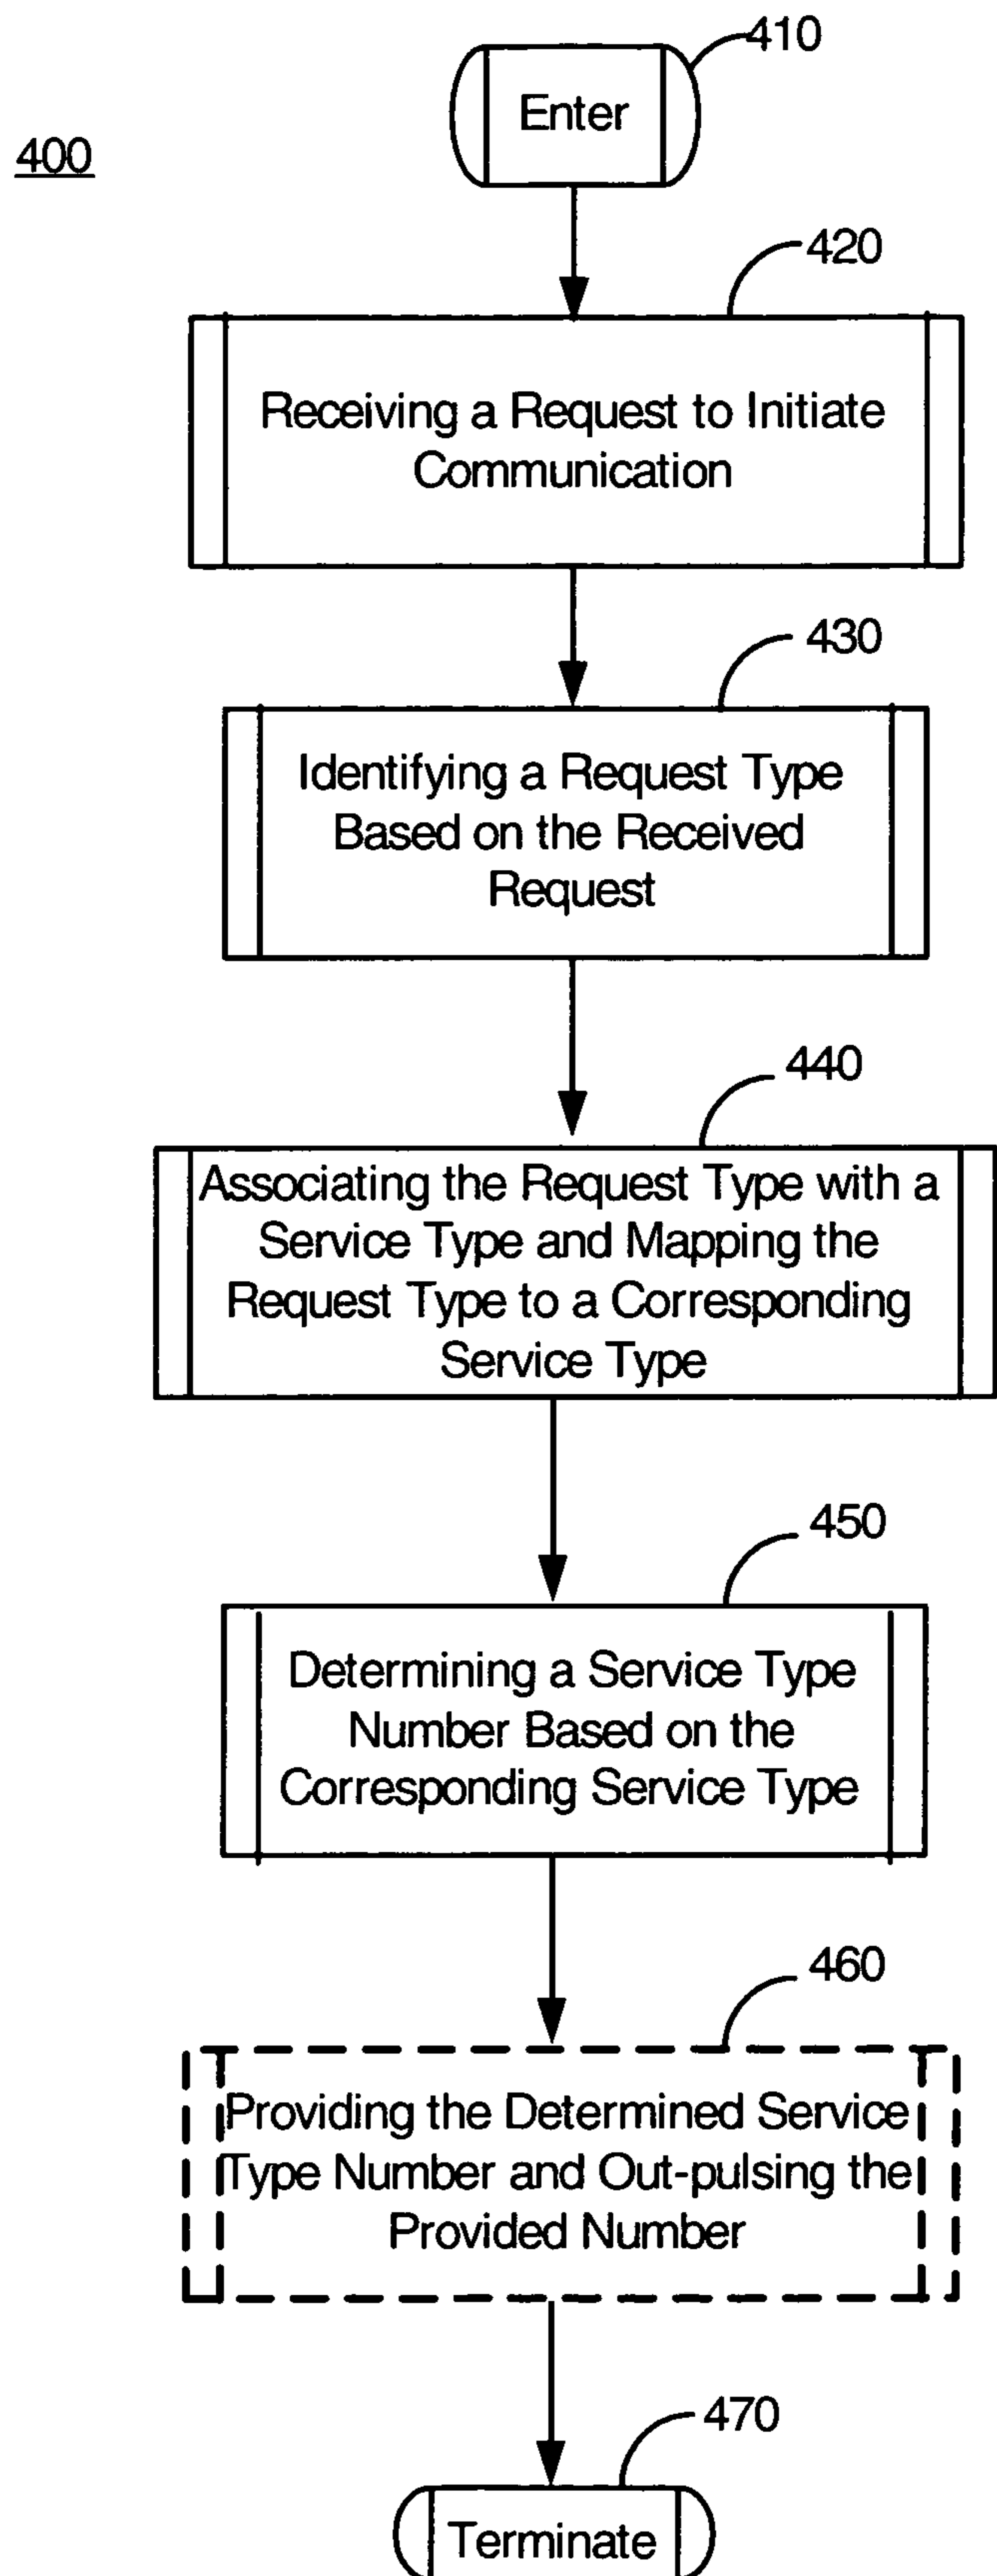 410
Enter
400
420
Receiving a Request to Initiate
Communication
430
Identifying a Request Type
Based on the Received
Request
440
Associating the Request Type with a
Service Type and Mapping the
Request Type to a Corresponding
Service Type
450
Determining a Service Type
Number Based on the
Corresponding Service Type
460
Providing the Determined Service
Type Number and Out-pulsing the
Provided Number
470
Terminate